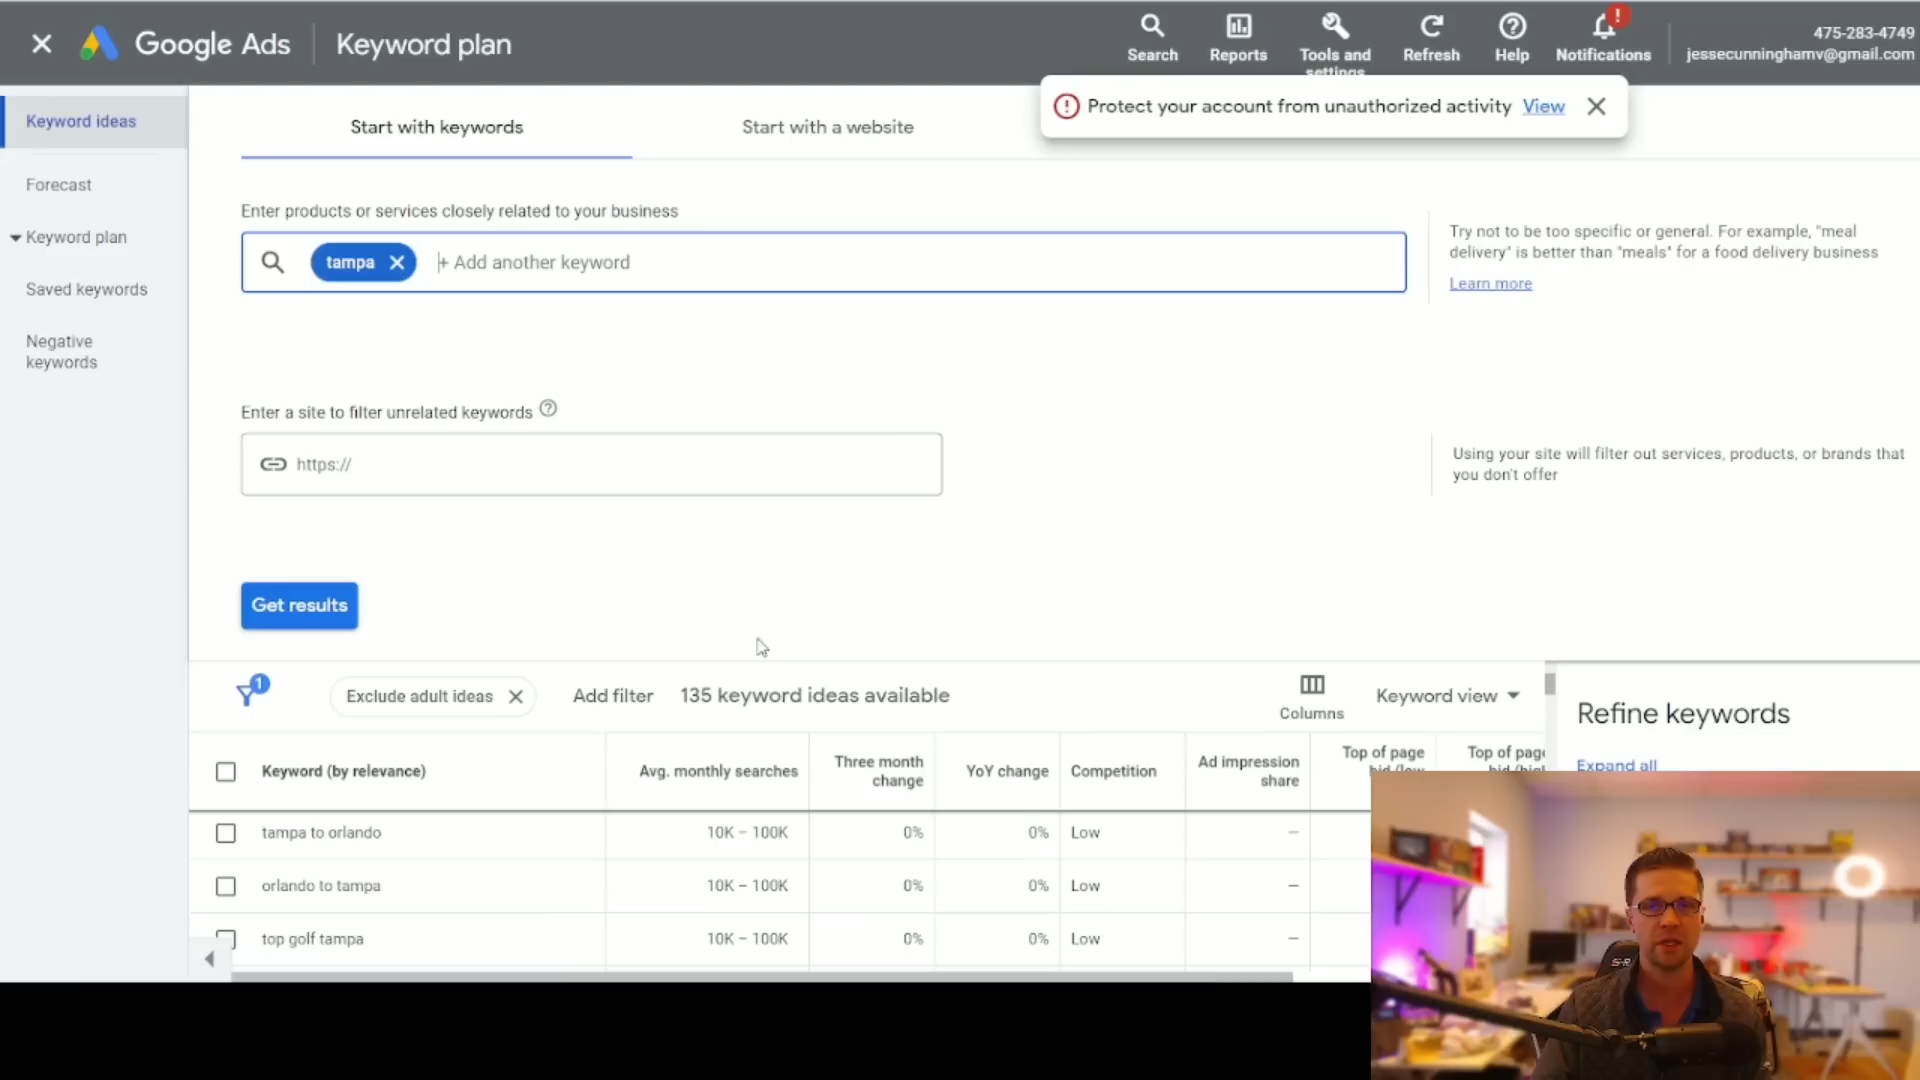 Google Ads
Keyword plan
Search
Reports
Tools and
settings
Refresh
Help
!
Notifications
475-283-4749
jessecunninghamv@gmail.com
Protect your account from unauthorized activity View
Keyword ideas
Forecast
Keyword plan
Saved keywords
Negative
keywords
Start with keywords
Start with a website
Enter products or services closely related to your business
tampa
+ Add another keyword
Try not to be too specific or general. For example, "meal
delivery" is better than "meals" for a food delivery business
Learn more
Enter a site to filter unrelated keywords
https://
Using your site will filter out services, products, or brands that
you don't offer
Get results
1
Exclude adult ideas
Add filter
135 keyword ideas available
Columns
Keyword view
Refine keywords
Expand all
Keyword (by relevance)
Avg. monthly searches
Three month
change
YoY change
Competition
Ad impression
share
Top of page
bid (low
Top of page
bid (high
tampa to orlando 10K – 100K 0% 0% Low –
orlando to tampa 10K – 100K 0% 0% Low –
top golf tampa 10K – 100K 0% 0% Low –
S-R